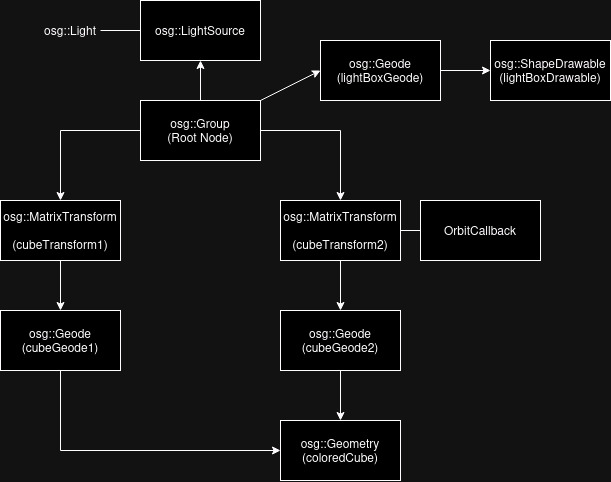 osg::Light
osg::LightSource
osg::Geode
(lightBoxGeode)
osg::ShapeDrawable
(lightBoxDrawable)
osg::Group
(Root Node)
osg::MatrixTransform
(cubeTransform1)
osg::MatrixTransform
(cubeTransform2)
OrbitCallback
osg::Geode
(cubeGeode1)
osg::Geode
(cubeGeode2)
osg::Geometry
(coloredCube)